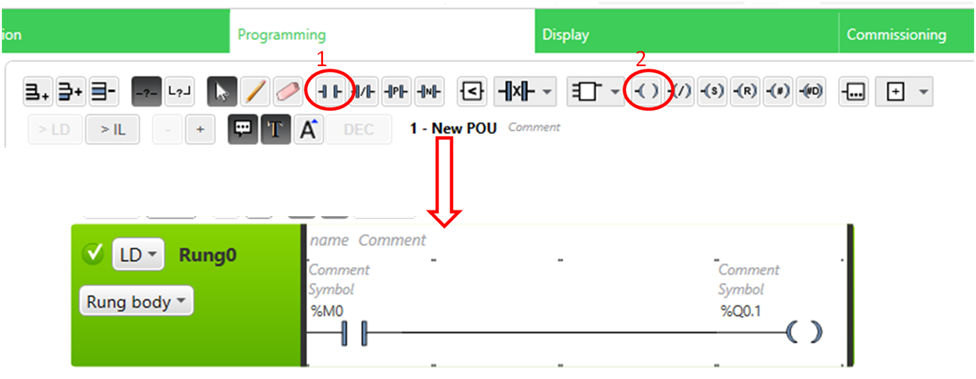 ion Programming Display Commissioning
1 2
-?- L?┘ P N < X ( ) (/) (S) (R) (#) (#D) ... +
> LD > IL - + T A DEC 1 - New POU Comment
LD Rung0 name Comment
Comment Comment
Symbol Symbol
Rung body %M0 %Q0.1